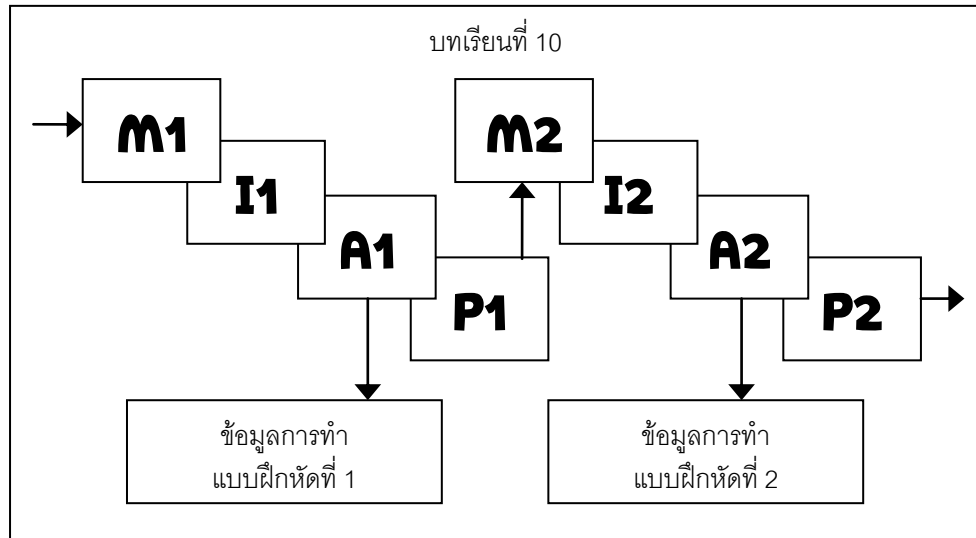 บทเรียนที่ 10
M1
I1
A1
P1
M2
I2
A2
P2
ข้อมูลการทำ
แบบฝึกหัดที่ 1
ข้อมูลการทำ
แบบฝึกหัดที่ 2